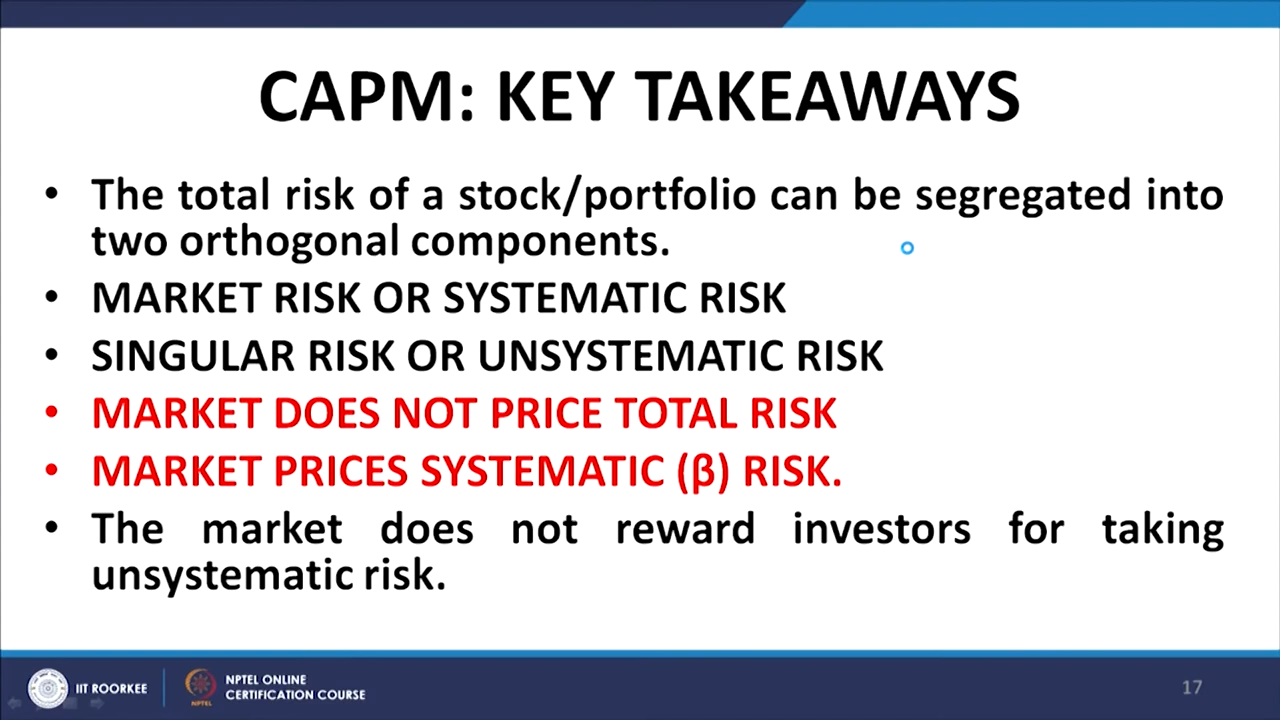 CAPM: KEY TAKEAWAYS
• The total risk of a stock/portfolio can be segregated into
two orthogonal components.
• MARKET RISK OR SYSTEMATIC RISK
• SINGULAR RISK OR UNSYSTEMATIC RISK
• MARKET DOES NOT PRICE TOTAL RISK
• MARKET PRICES SYSTEMATIC (β) RISK.
• The market does not reward investors for taking
unsystematic risk.
IIT ROORKEE
NPTEL
NPTEL ONLINE
CERTIFICATION COURSE
17